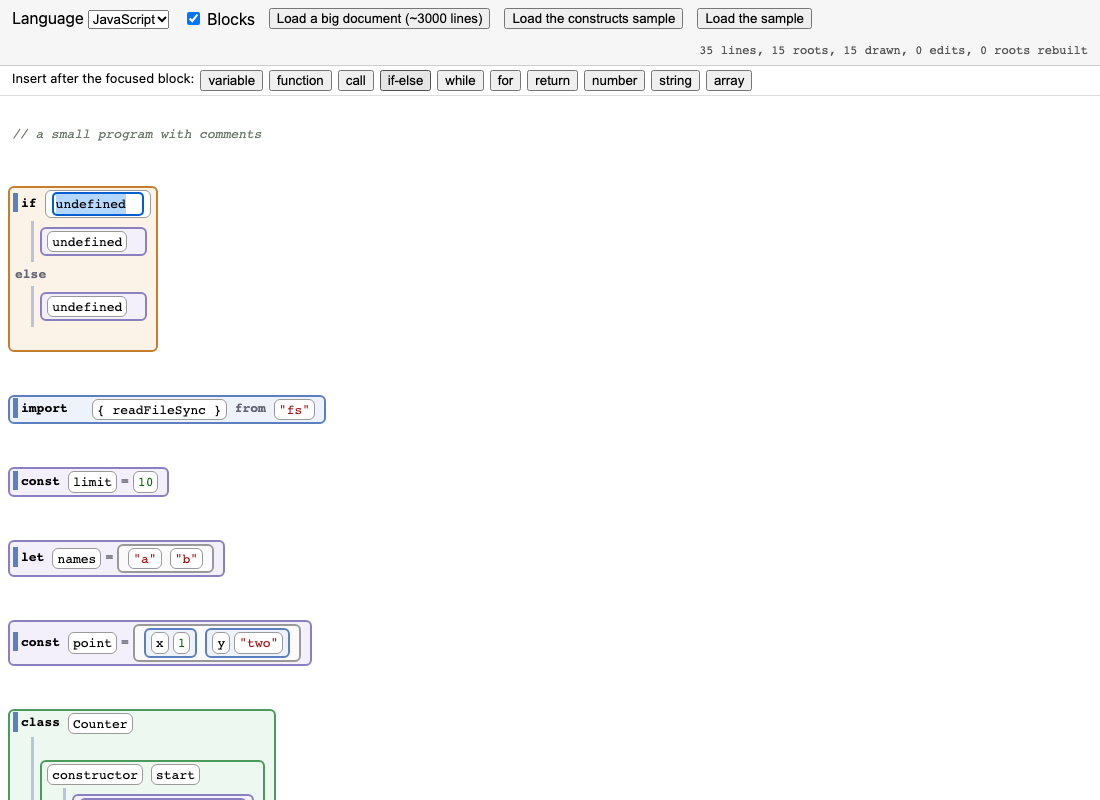 Language JavaScript Blocks Load a big document (~3000 lines) Load the constructs sample Load the sample
35 lines, 15 roots, 15 drawn, 0 edits, 0 roots rebuilt
Insert after the focused block: variable function call if-else while for return number string array
// a small program with comments
if undefined
undefined
else
undefined
import { readFileSync } from "fs"
const limit = 10
let names = "a" "b"
const point = x 1 y "two"
class Counter
constructor start